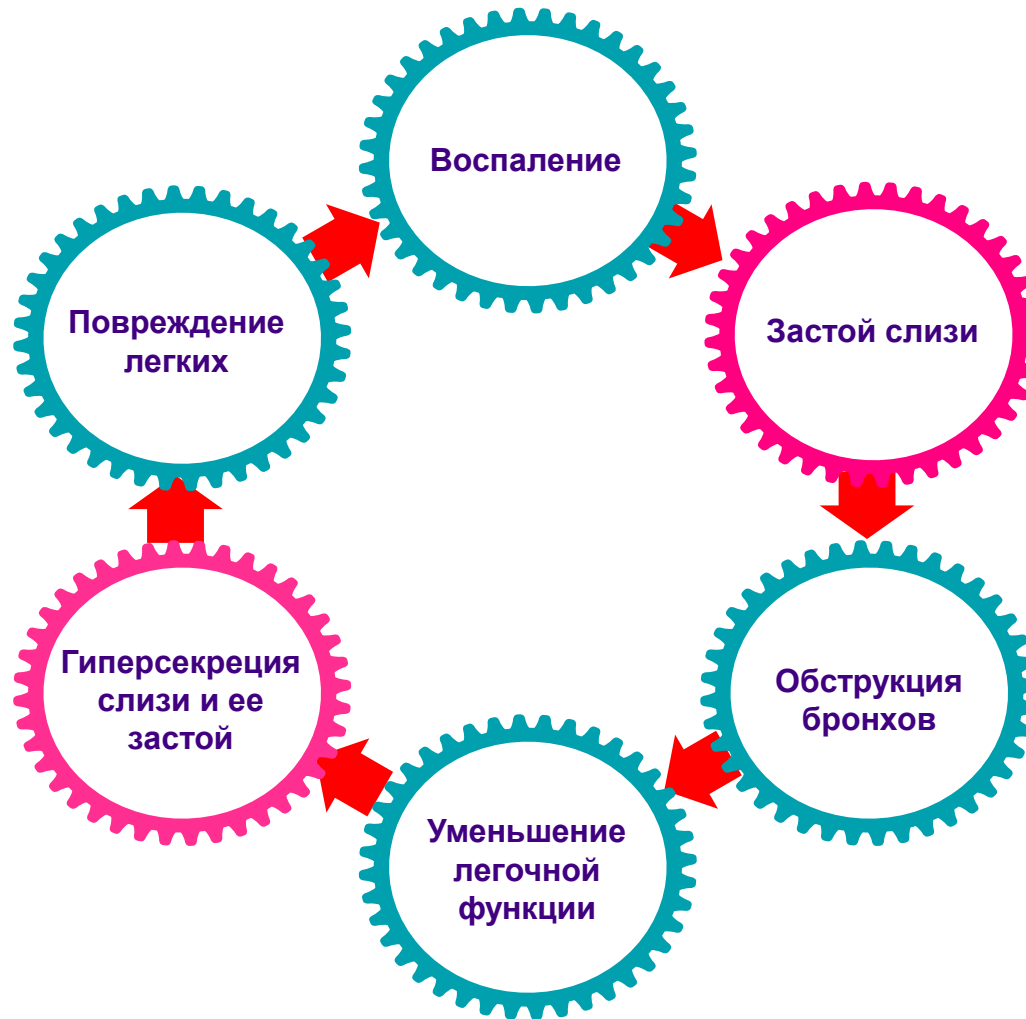 Воспаление
Застой слизи
Обструкция
бронхов
Уменьшение
легочной
функции
Гиперсекреция
слизи и ее
застой
Повреждение
легких